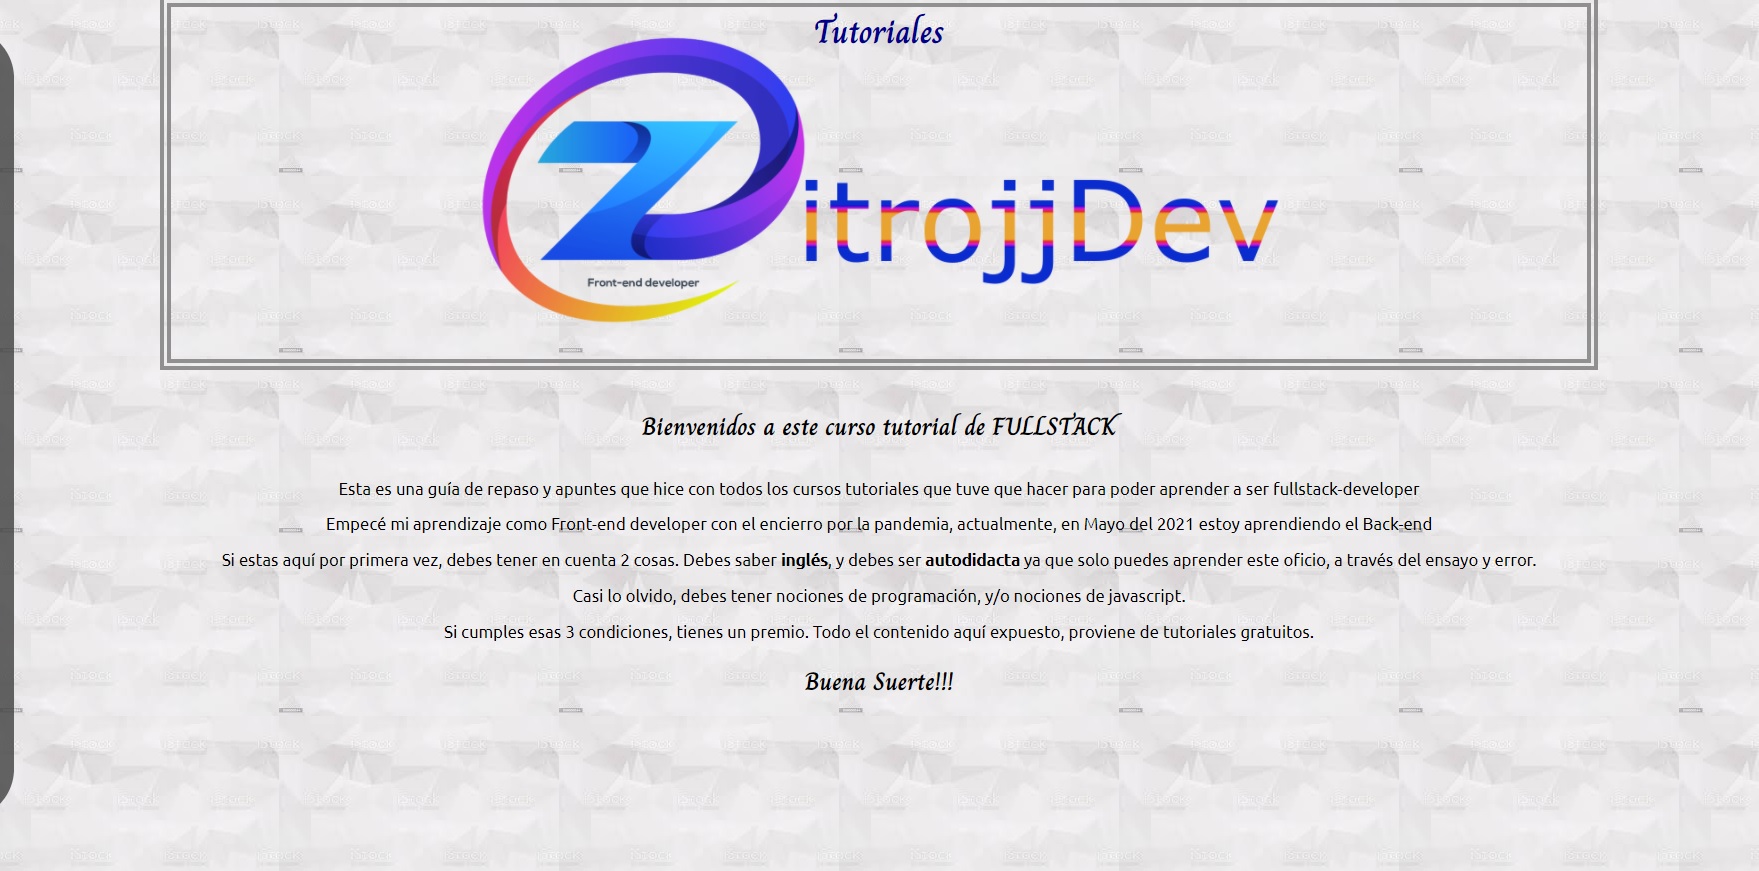 Tutoriales
ZitrojjDev
Front-end developer
Bienvenidos a este curso tutorial de FULLSTACK
Esta es una guía de repaso y apuntes que hice con todos los cursos tutoriales que tuve que hacer para poder aprender a ser fullstack-developer
Empecé mi aprendizaje como Front-end developer con el encierro por la pandemia, actualmente, en Mayo del 2021 estoy aprendiendo el Back-end
Si estas aquí por primera vez, debes tener en cuenta 2 cosas. Debes saber inglés, y debes ser autodidacta ya que solo puedes aprender este oficio, a través del ensayo y error.
Casi lo olvido, debes tener nociones de programación, y/o nociones de javascript.
Si cumples esas 3 condiciones, tienes un premio. Todo el contenido aquí expuesto, proviene de tutoriales gratuitos.
Buena Suerte!!!